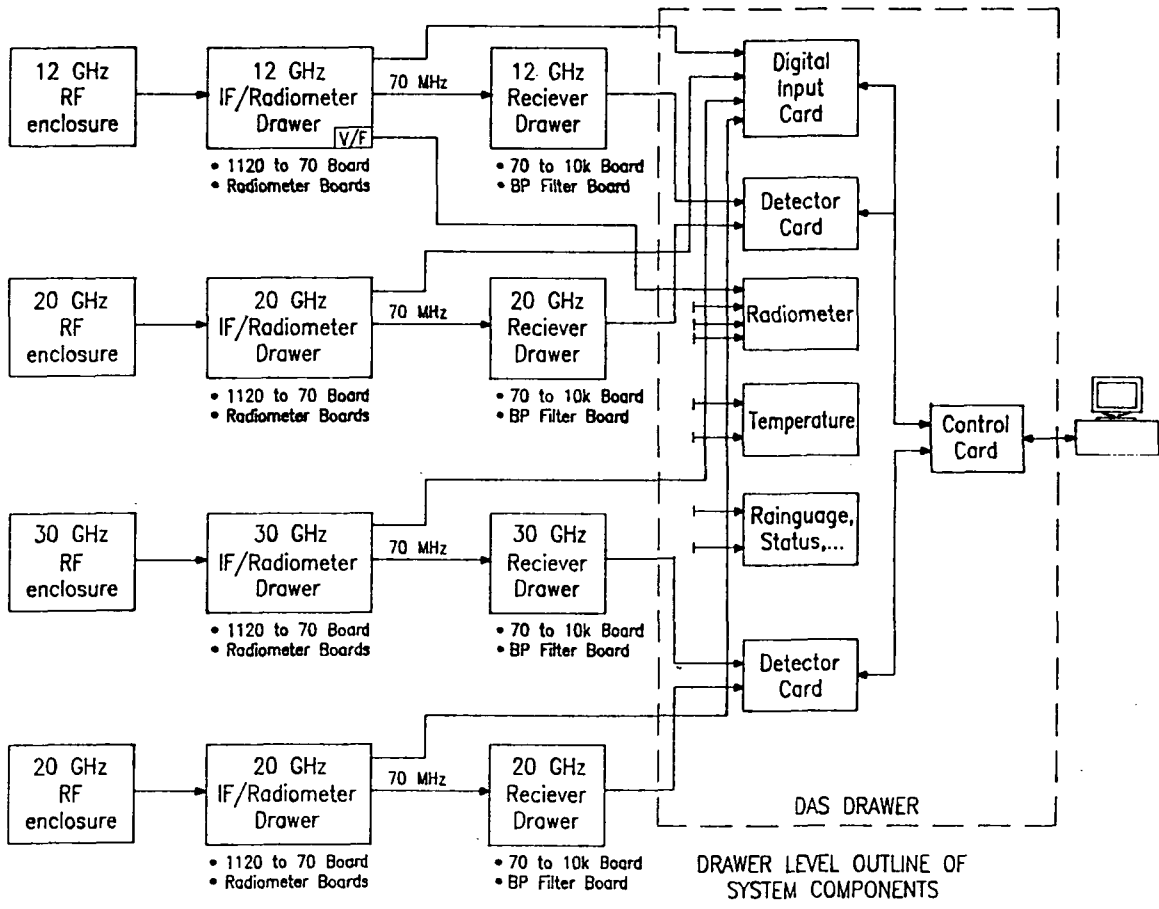 12 GHz
RF
enclosure
12 GHz
IF/Radiometer
Drawer
V/F
• 1120 to 70 Board
• Radiometer Boards
70 MHz
12 GHz
Reciever
Drawer
• 70 to 10k Board
• BP Filter Board
20 GHz
RF
enclosure
20 GHz
IF/Radiometer
Drawer
• 1120 to 70 Board
• Radiometer Boards
70 MHz
20 GHz
Reciever
Drawer
• 70 to 10k Board
• BP Filter Board
30 GHz
RF
enclosure
30 GHz
IF/Radiometer
Drawer
• 1120 to 70 Board
• Radiometer Boards
70 MHz
30 GHz
Reciever
Drawer
• 70 to 10k Board
• BP Filter Board
20 GHz
RF
enclosure
20 GHz
IF/Radiometer
Drawer
• 1120 to 70 Board
• Radiometer Boards
70 MHz
20 GHz
Reciever
Drawer
• 70 to 10k Board
• BP Filter Board
Digital
Input
Card
Detector
Card
Radiometer
Temperature
Rainguage,
Status,...
Detector
Card
Control
Card
DAS DRAWER
DRAWER LEVEL OUTLINE OF
SYSTEM COMPONENTS